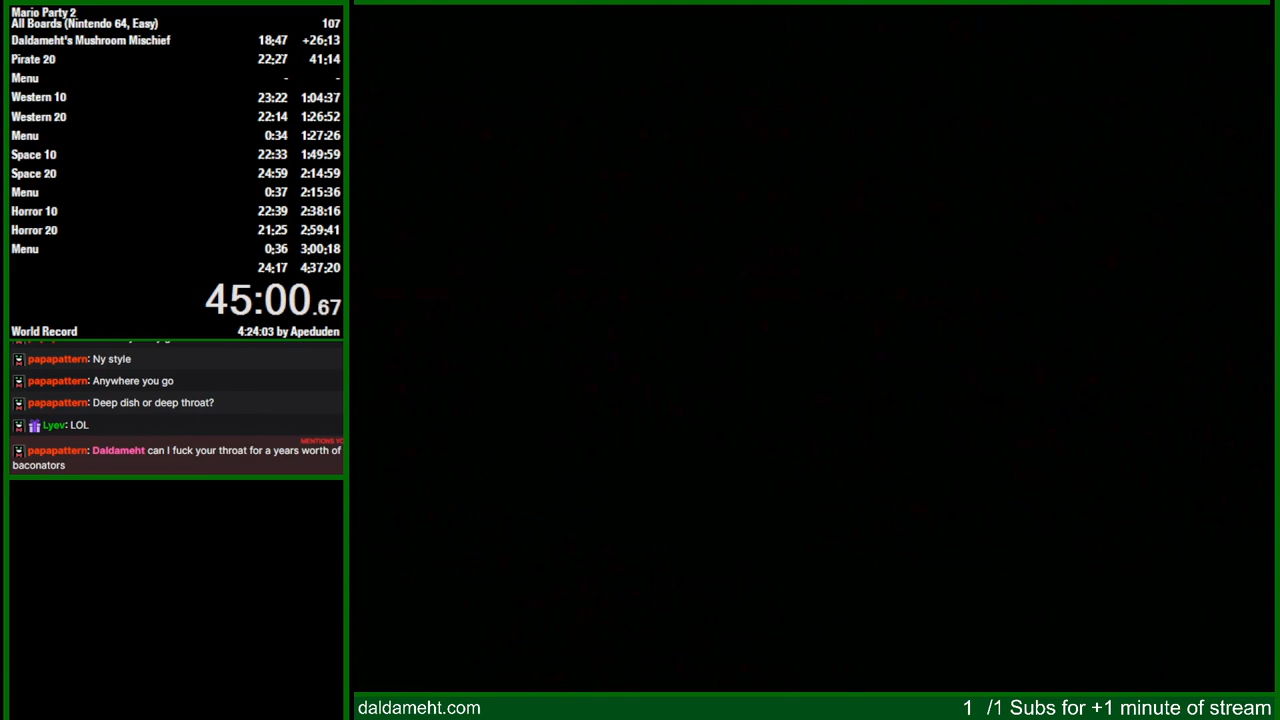 Mario Party 2
All Boards (Nintendo 64, Easy) 107
Daldameht's Mushroom Mischief 18:47 +26:13
Pirate 20 22:27 41:14
Menu - -
Western 10 23:22 1:04:37
Western 20 22:14 1:26:52
Menu 0:34 1:27:26
Space 10 22:33 1:49:59
Space 20 24:59 2:14:59
Menu 0:37 2:15:36
Horror 10 22:39 2:38:16
Horror 20 21:25 2:59:41
Menu 0:36 3:00:18
24:17 4:37:20
45:00.67
World Record 4:24:03 by Apeduden
papapattern: Ny style
papapattern: Anywhere you go
papapattern: Deep dish or deep throat?
Lyev: LOL
MENTIONS YO
papapattern: Daldameht can I fuck your throat for a years worth of
baconators
daldameht.com 1 /1 Subs for +1 minute of stream